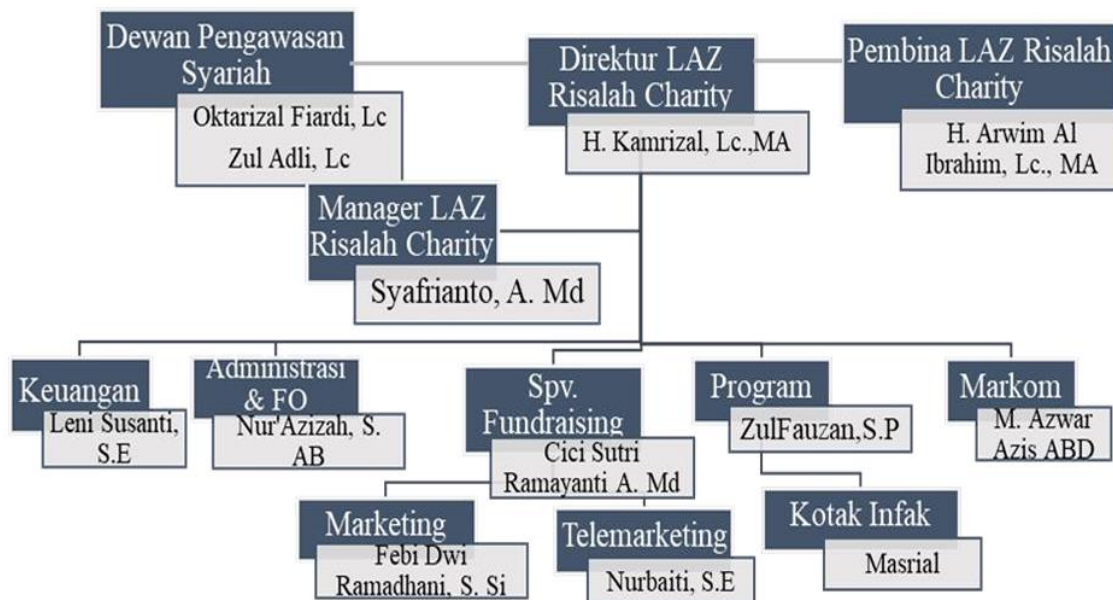 Dewan Pengawasan
Syariah
Oktarizal Fiardi, Lc
Zul Adli, Lc
Direktur LAZ
Risalah Charity
H. Kamrizal, Lc.,MA
Pembina LAZ Risalah
Charity
H. Arwim Al
Ibrahim, Lc., MA
Manager LAZ
Risalah Charity
Syafrianto, A. Md
Keuangan
Leni Susanti,
S.E
Administrasi
& FO
Nur'Azizah, S.
AB
Spv.
Fundraising
Cici Sutri
Ramayanti A. Md
Program
ZulFauzan,S.P
Markom
M. Azwar
Azis ABD
Marketing
Febi Dwi
Ramadhani, S. Si
Telemarketing
Nurbaiti, S.E
Kotak Infak
Masrial